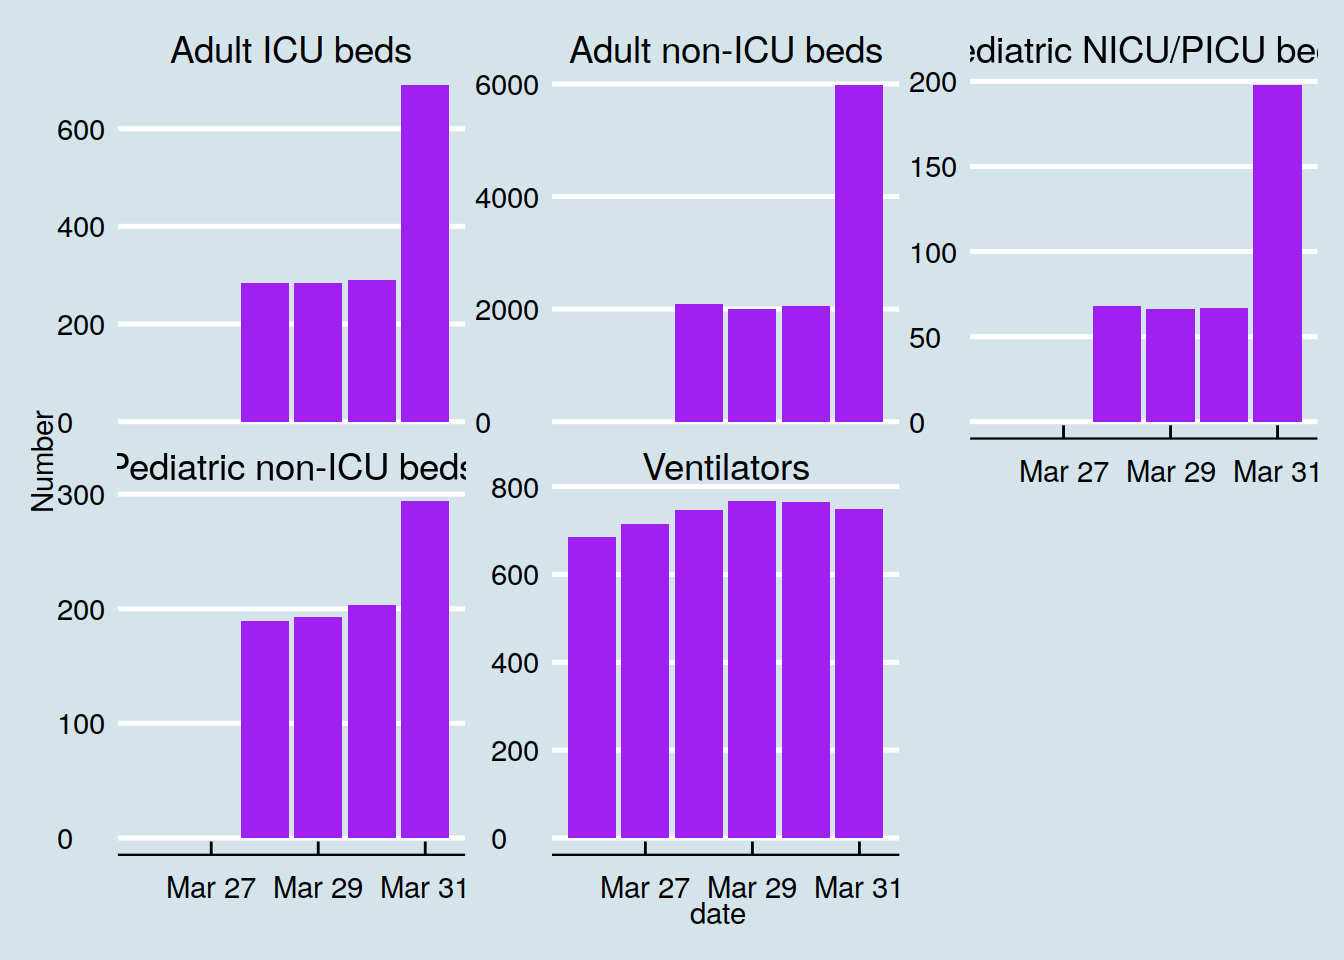 Adult ICU beds
Adult non-ICU beds
ediatric NICU/PICU be
600
400
200
0
6000
4000
2000
0
200
150
100
50
0
Mar 27 Mar 29 Mar 31
Number
Pediatric non-ICU beds
Ventilators
300
200
100
0
800
600
400
200
0
Mar 27 Mar 29 Mar 31
Mar 27 Mar 29 Mar 31
date